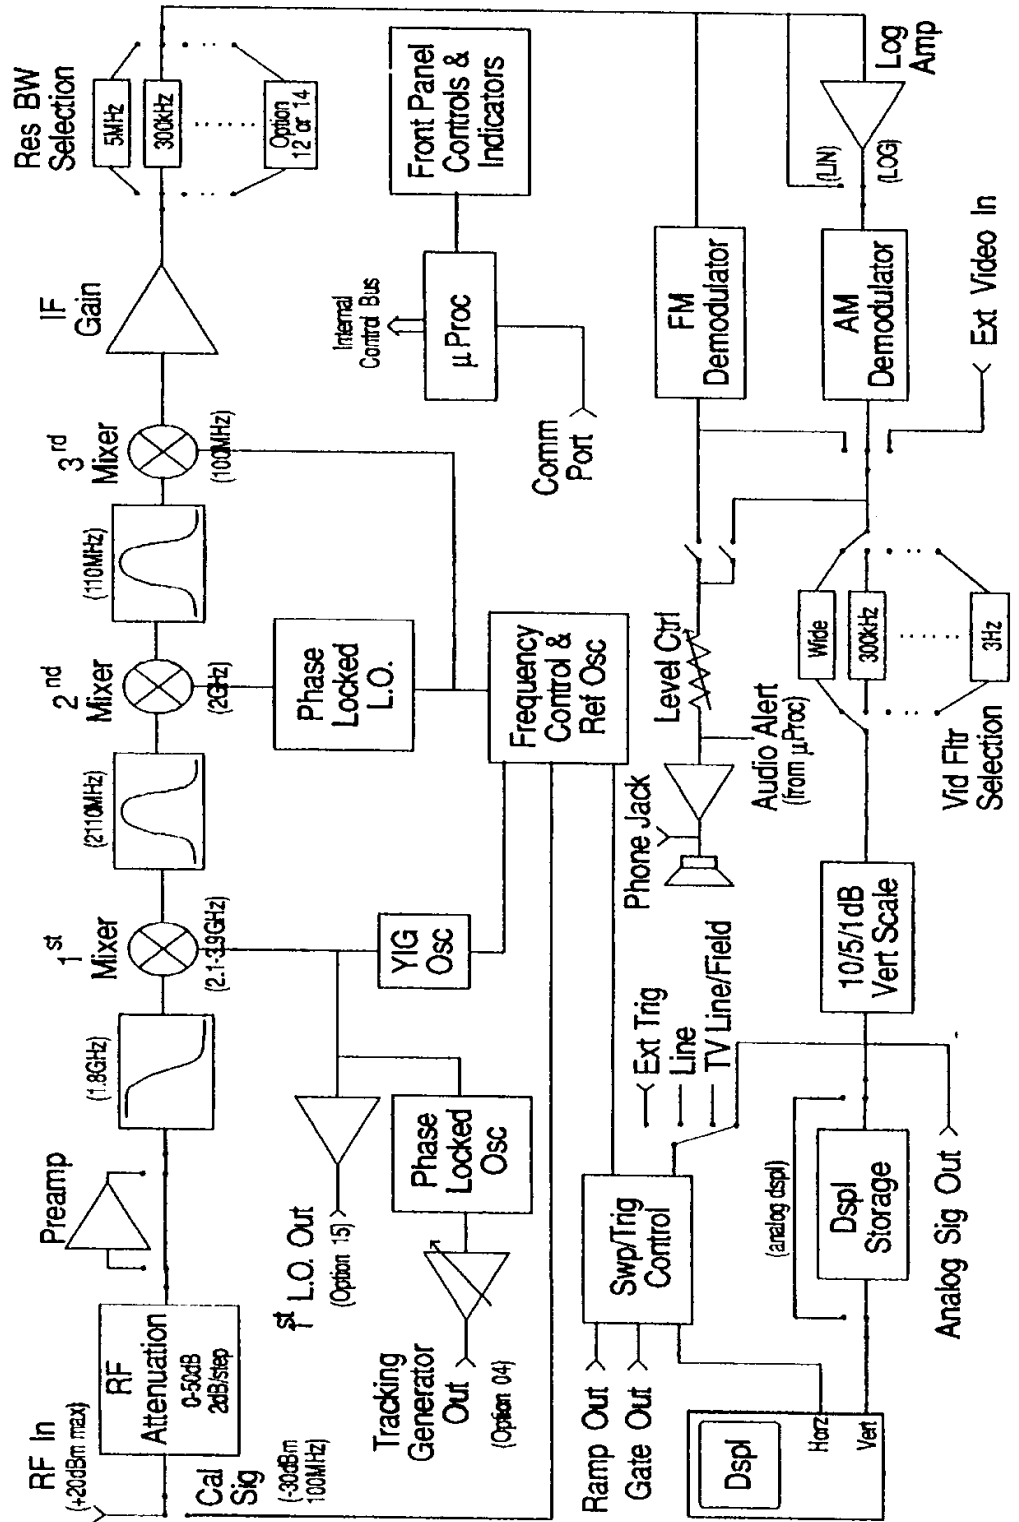 RF In
(+20dBm max)
RF
Attenuation
0-50dB
2dB/step
Cal
Sig
(-30dBm
100MHz)
Preamp
(1.8GHz)
1st
Mixer
(2.1-3.9GHz)
(2110MHz)
2nd
Mixer
(2GHz)
(110MHz)
3rd
Mixer
(100MHz)
IF
Gain
Res BW
Selection
5MHz
300kHz
Option
12 or 14
1st L.O. Out
(Option 15)
Tracking
Generator
Out
(Option 04)
Phase
Locked
Osc
YIG
Osc
Phase
Locked
L.O.
Frequency
Control &
Ref Osc
Internal
Control Bus
μProc
Front Panel
Controls &
Indicators
Comm
Port
Ramp Out
Gate Out
Swp/Trig
Control
Ext Trig
Line
TV Line/Field
Phone Jack
Level Ctrl
Audio Alert
(from μProc)
FM
Demodulator
Dspl
Horz
Vert
(analog dspl)
Dspl
Storage
Analog Sig Out
10/5/1dB
Vert Scale
Wide
300kHz
3Hz
Vid Fltr
Selection
AM
Demodulator
Ext Video In
(LIN)
(LOG)
Log
Amp